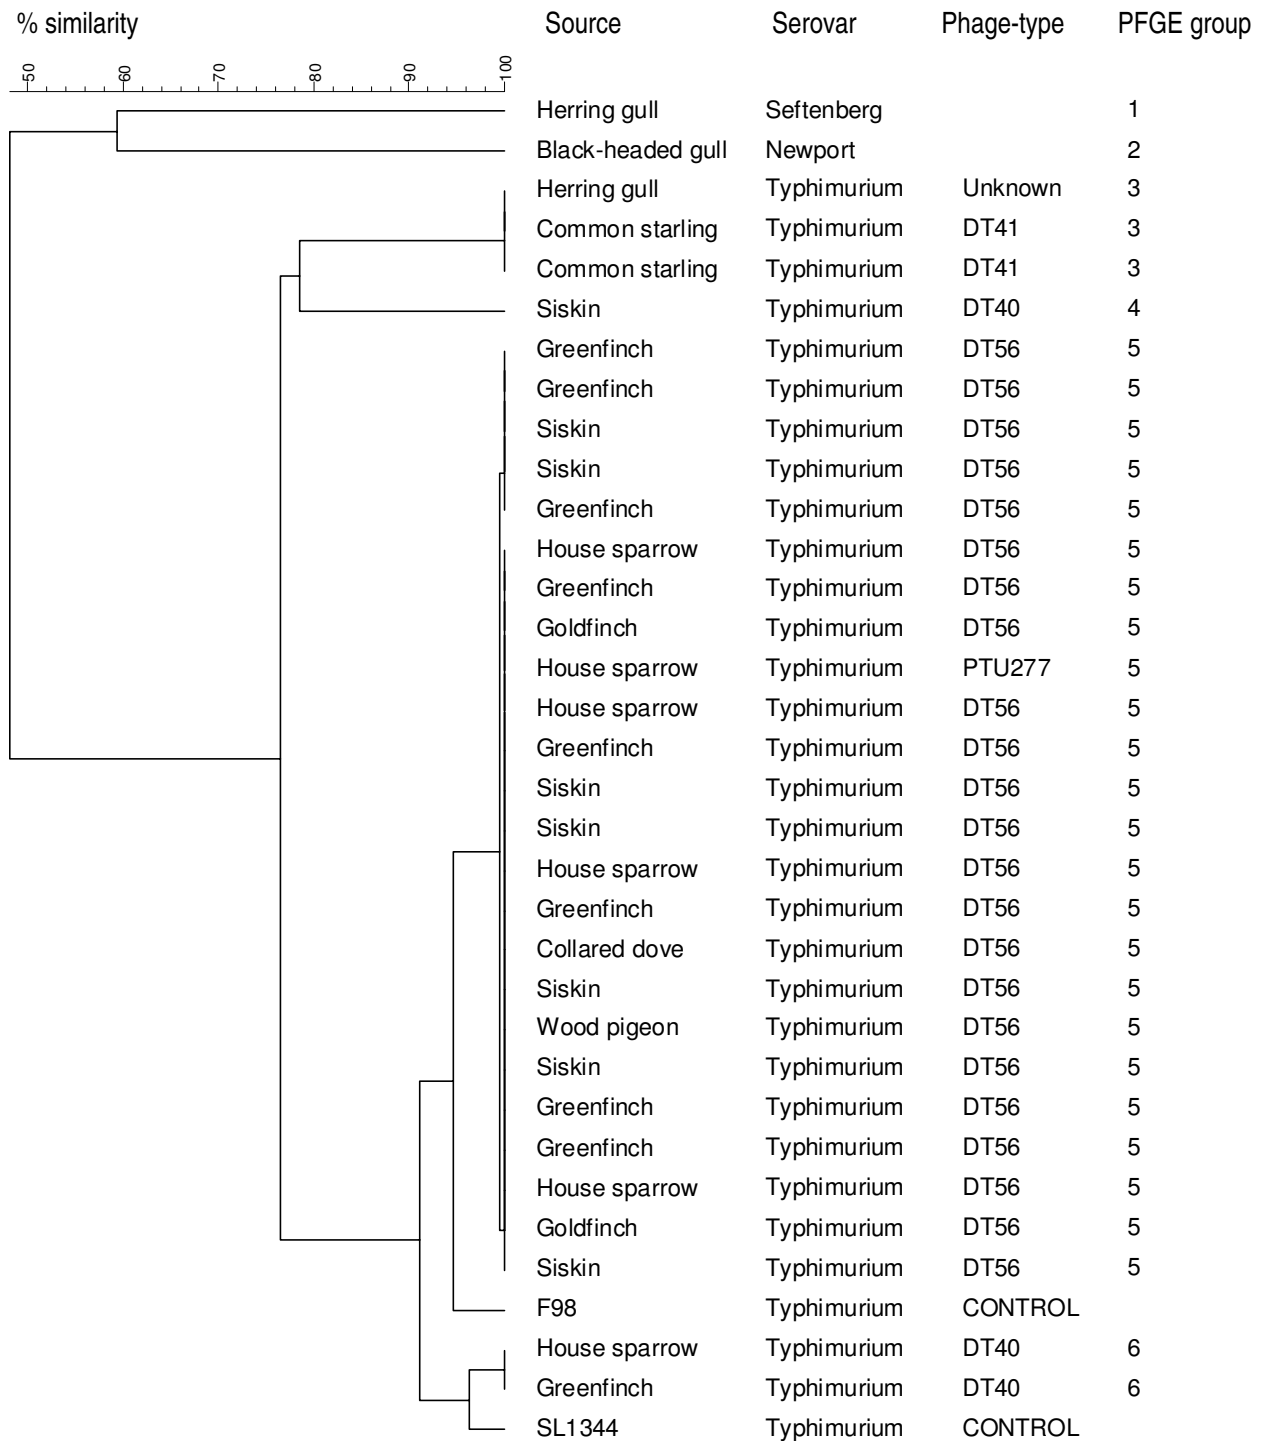 % similarity Source Serovar Phage-type PFGE group
50 60 70 80 90 100
Herring gull Seftenberg 1
Black-headed gull Newport 2
Herring gull Typhimurium Unknown 3
Common starling Typhimurium DT41 3
Common starling Typhimurium DT41 3
Siskin Typhimurium DT40 4
Greenfinch Typhimurium DT56 5
Greenfinch Typhimurium DT56 5
Siskin Typhimurium DT56 5
Siskin Typhimurium DT56 5
Greenfinch Typhimurium DT56 5
House sparrow Typhimurium DT56 5
Greenfinch Typhimurium DT56 5
Goldfinch Typhimurium DT56 5
House sparrow Typhimurium PTU277 5
House sparrow Typhimurium DT56 5
Greenfinch Typhimurium DT56 5
Siskin Typhimurium DT56 5
Siskin Typhimurium DT56 5
House sparrow Typhimurium DT56 5
Greenfinch Typhimurium DT56 5
Collared dove Typhimurium DT56 5
Siskin Typhimurium DT56 5
Wood pigeon Typhimurium DT56 5
Siskin Typhimurium DT56 5
Greenfinch Typhimurium DT56 5
Greenfinch Typhimurium DT56 5
House sparrow Typhimurium DT56 5
Goldfinch Typhimurium DT56 5
Siskin Typhimurium DT56 5
F98 Typhimurium CONTROL
House sparrow Typhimurium DT40 6
Greenfinch Typhimurium DT40 6
SL1344 Typhimurium CONTROL